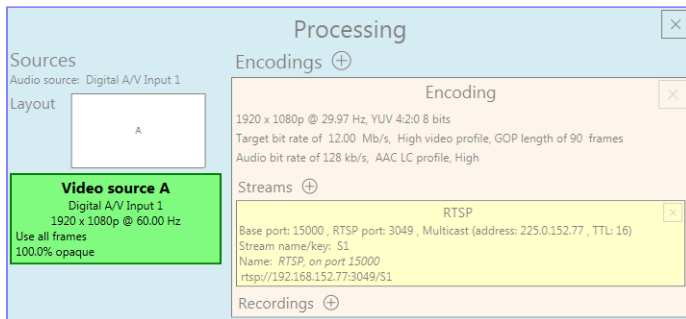 Processing
Sources
Audio source: Digital A/V Input 1
Layout
A
Video source A
Digital A/V Input 1
1920 x 1080p @ 60.00 Hz
Use all frames
100.0% opaque
Encodings
Encoding
1920 x 1080p @ 29.97 Hz, YUV 4:2:0 8 bits
Target bit rate of 12.00 Mb/s, High video profile, GOP length of 90 frames
Audio bit rate of 128 kb/s, AAC LC profile, High
Streams
RTSP
Base port: 15000 , RTSP port: 3049 , Multicast (address: 225.0.152.77 , TTL: 16)
Stream name/key: S1
Name: RTSP, on port 15000
rtsp://192.168.152.77:3049/S1
Recordings